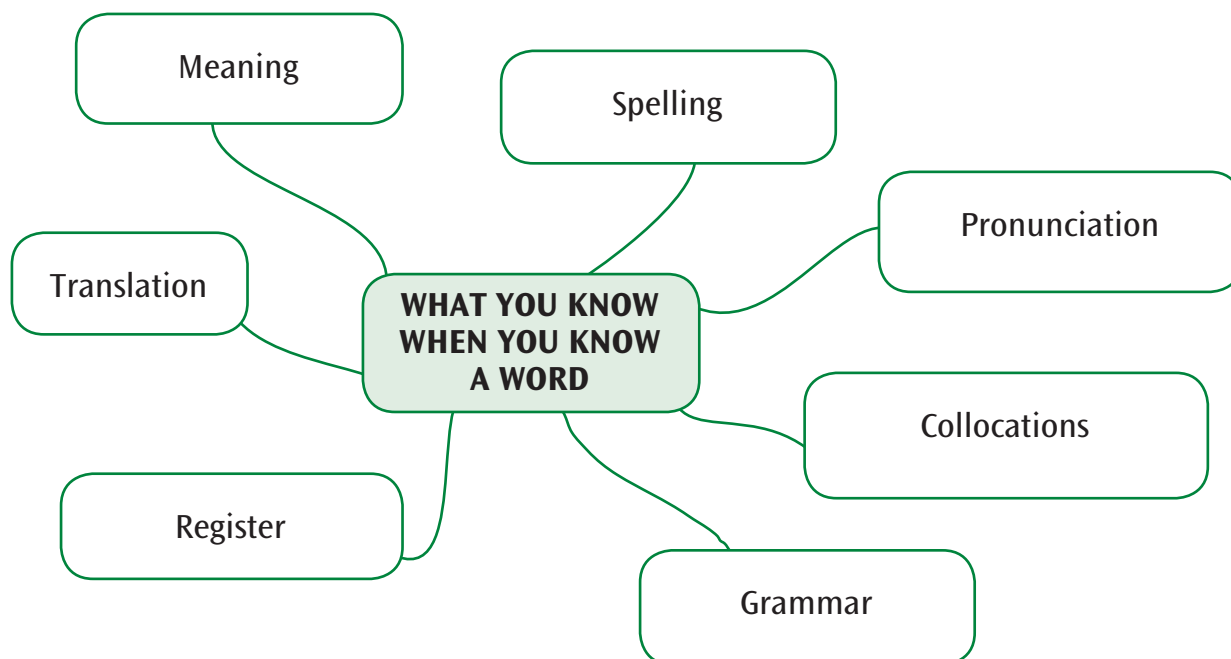 Meaning
Spelling
Pronunciation
Translation
WHAT YOU KNOW
WHEN YOU KNOW
A WORD
Collocations
Register
Grammar